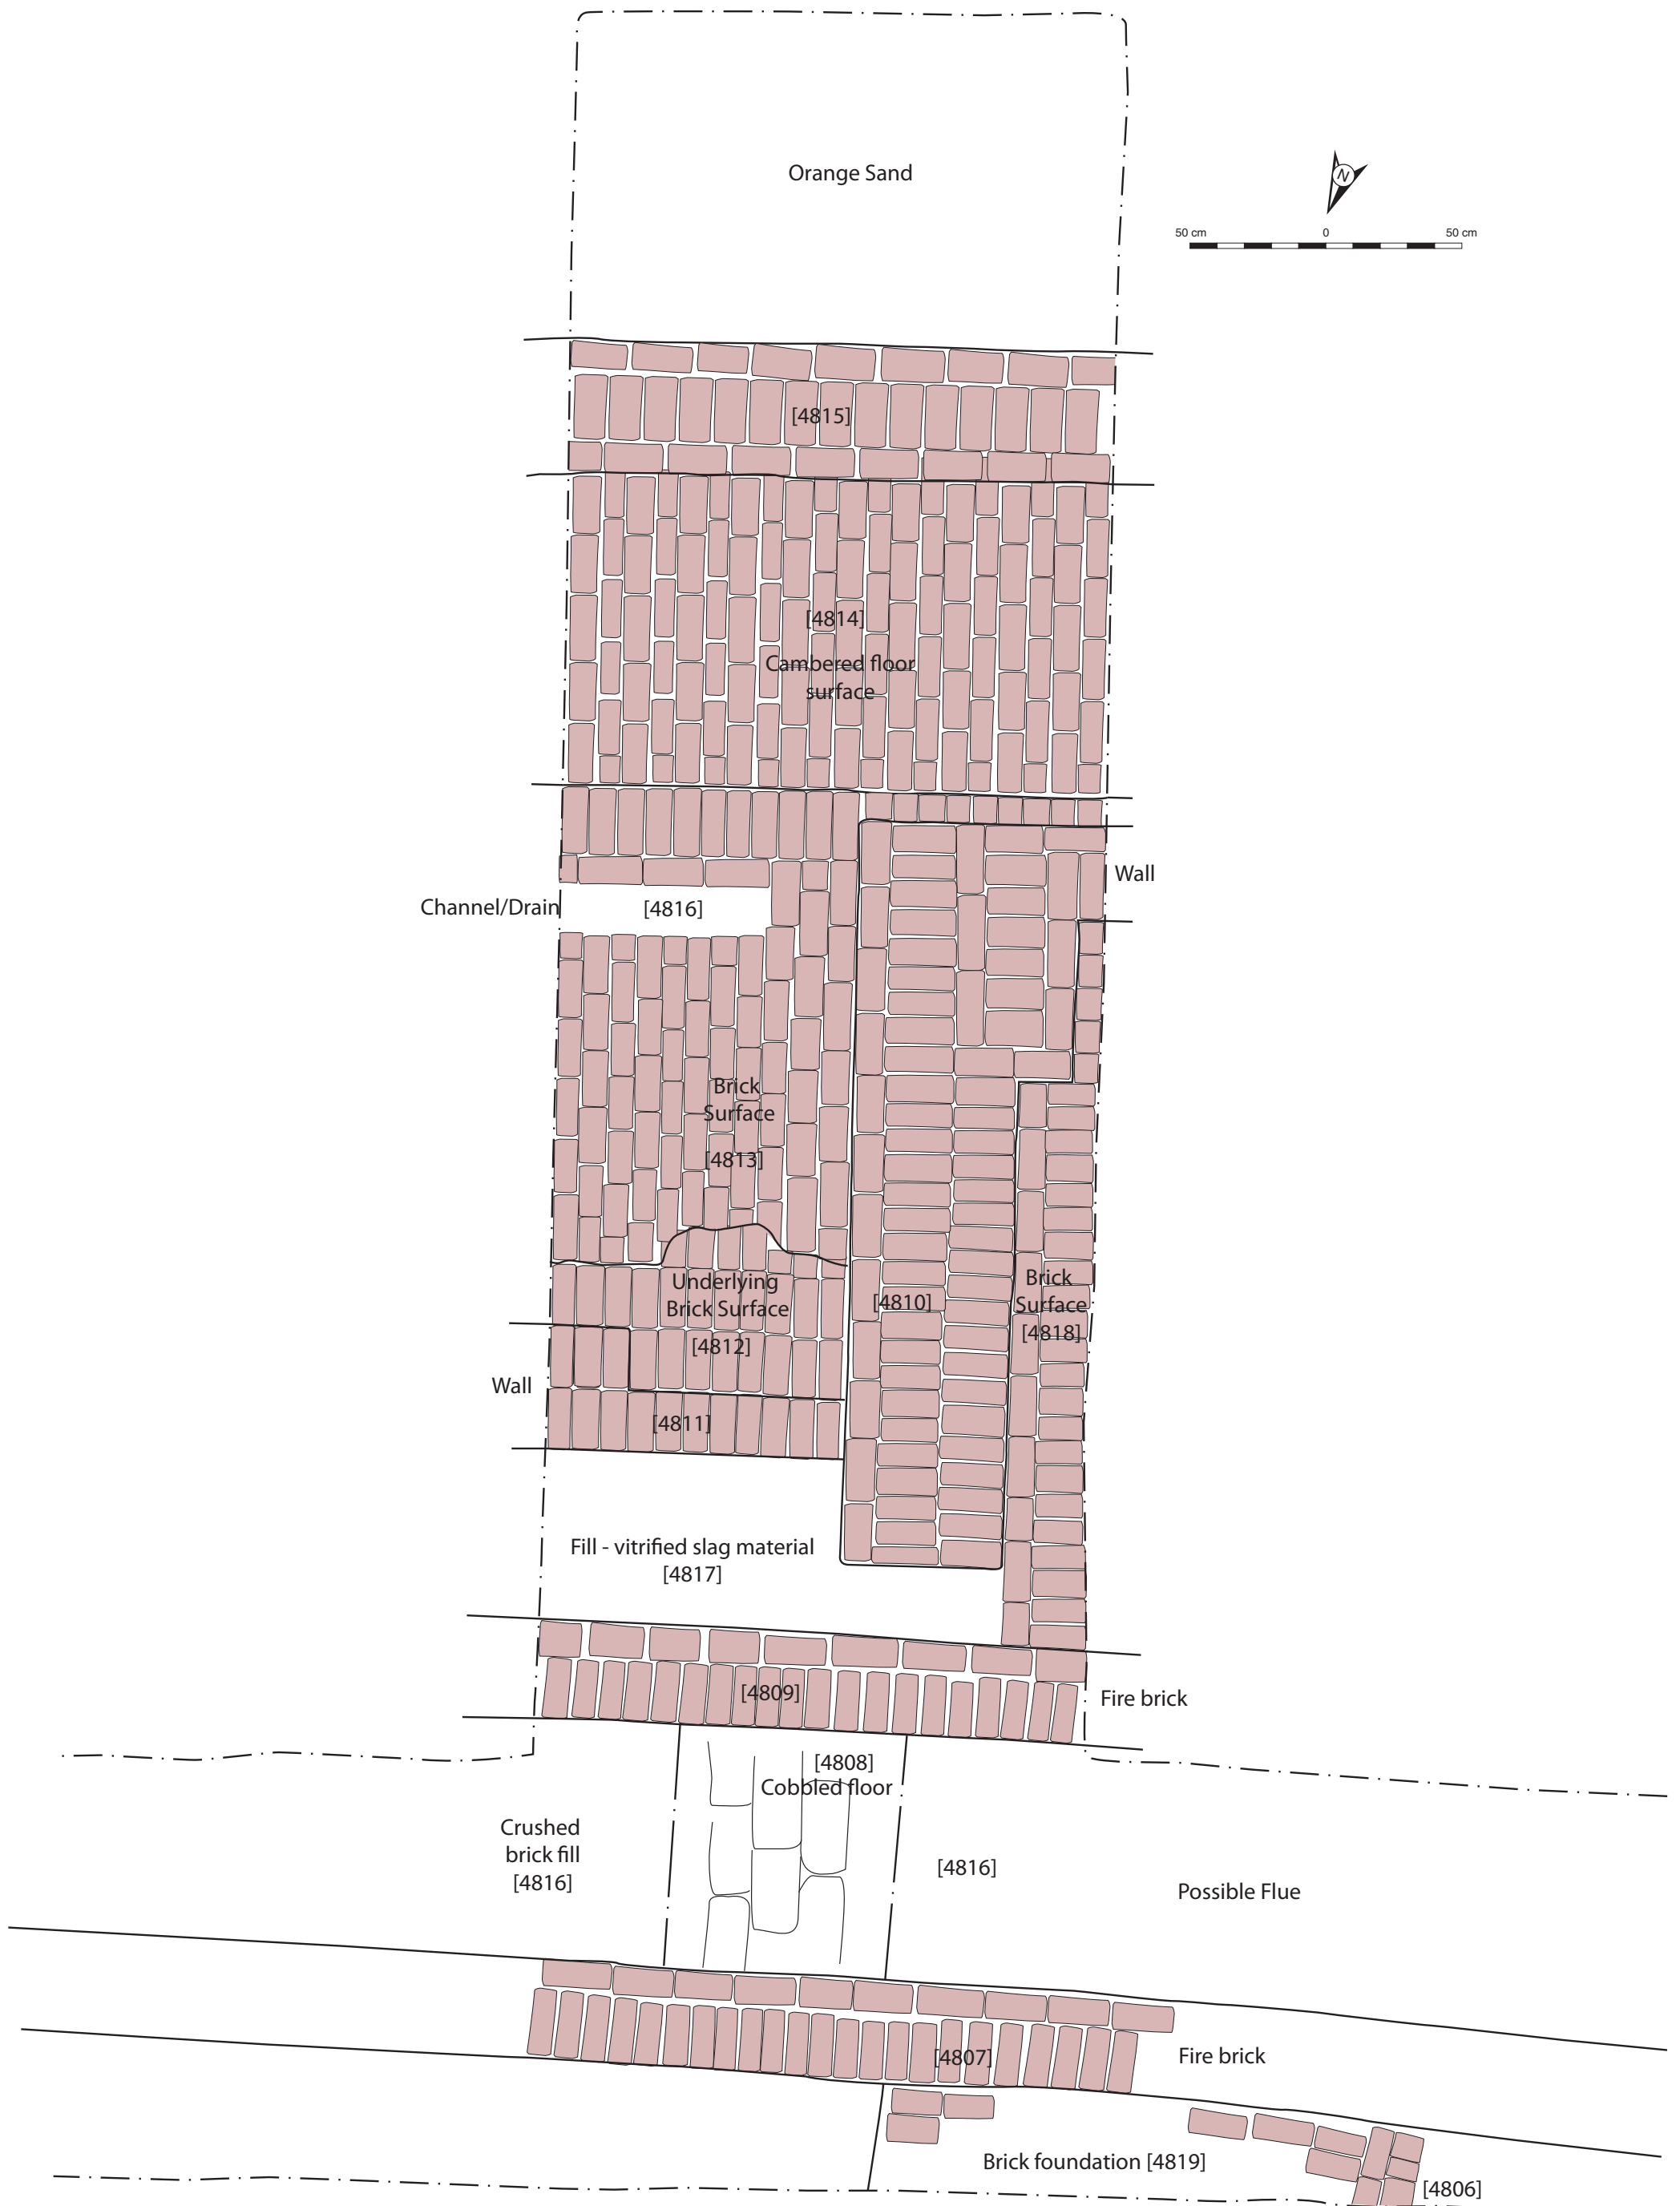 Orange Sand
N
50 cm
0
50 cm
[4815]
[4814]
Cambered floor
surface
Wall
Channel/Drain
[4816]
Brick
Surface
[4813]
Underlying
Brick Surface
[4812]
[4810]
Brick
Surface
[4818]
Wall
[4811]
Fill - vitrified slag material
[4817]
[4809]
Fire brick
[4808]
Cobbled floor
Crushed
brick fill
[4816]
[4816]
Possible Flue
[4807]
Fire brick
Brick foundation [4819]
[4806]